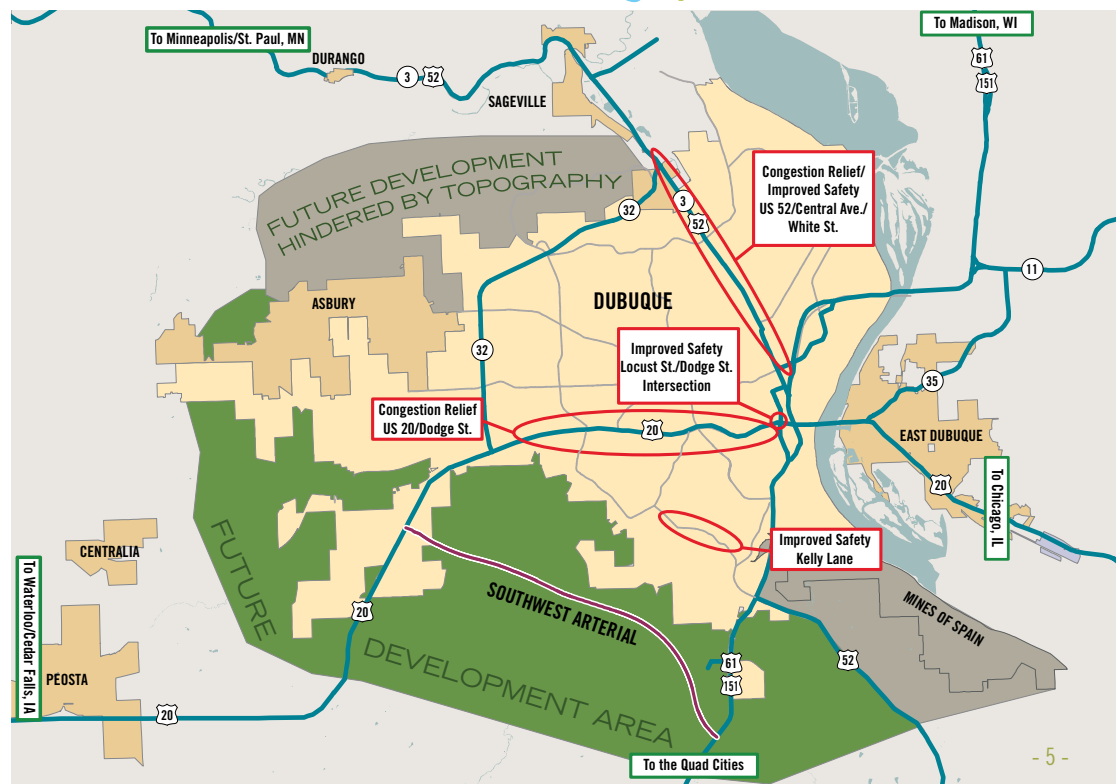 To Minneapolis/St. Paul, MN
To Madison, WI
DURANGO
3
52
61
151
SAGEVILLE
FUTURE DEVELOPMENT
HINDERED BY TOPOGRAPHY
Congestion Relief/
Improved Safety
US 52/Central Ave./
White St.
32
3
52
11
ASBURY
DUBUQUE
32
Improved Safety
Locust St./Dodge St.
Intersection
35
Congestion Relief
US 20/Dodge St.
20
EAST DUBUQUE
20
To Chicago, IL
CENTRALIA
Improved Safety
Kelly Lane
To Waterloo/Cedar Falls, IA
FUTURE
DEVELOPMENT AREA
SOUTHWEST ARTERIAL
MINES OF SPAIN
20
PEOSTA
61
151
52
20
To the Quad Cities
- 5 -